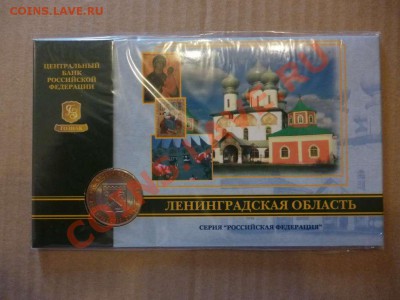 COINS.LAVE.RU
ЦЕНТРАЛЬНЫЙ
БАНК
РОССИЙСКОЙ
ФЕДЕРАЦИИ
ЛЕНИНГРАДСКАЯ ОБЛАСТЬ
СЕРИЯ "РОССИЙСКАЯ ФЕДЕРАЦИЯ"